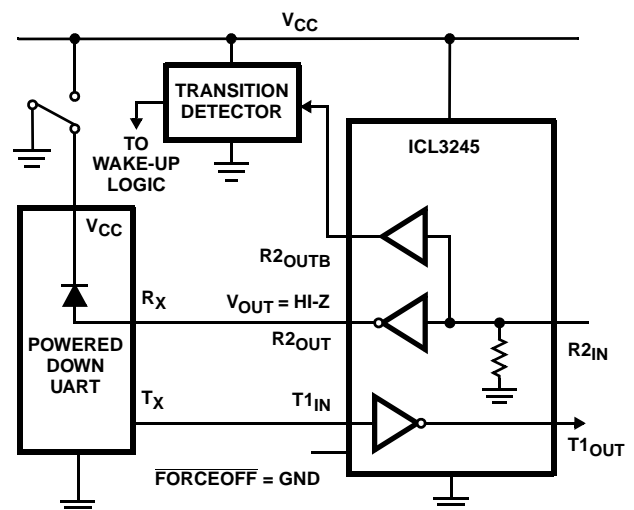 VCC
TRANSITION
DETECTOR
TO
WAKE-UP
LOGIC
ICL3245
VCC
R2OUTB
RX
VOUT = HI-Z
POWERED
DOWN
UART
R2OUT
R2IN
TX
T1IN
T1OUT
FORCEOFF = GND